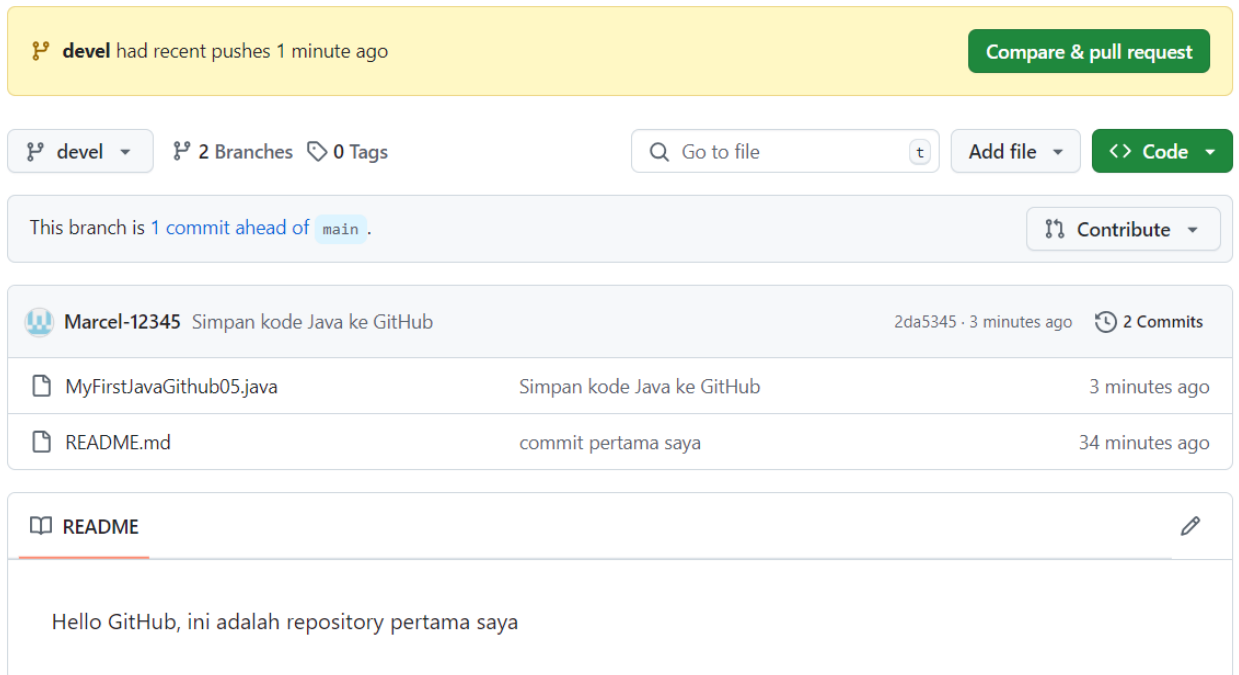 devel had recent pushes 1 minute ago
Compare & pull request
devel
2 Branches
0 Tags
Go to file
t
Add file
<> Code
This branch is 1 commit ahead of main .
Contribute
Marcel-12345 Simpan kode Java ke GitHub
2da5345 · 3 minutes ago
2 Commits
MyFirstJavaGithub05.java
Simpan kode Java ke GitHub
3 minutes ago
README.md
commit pertama saya
34 minutes ago
README
Hello GitHub, ini adalah repository pertama saya